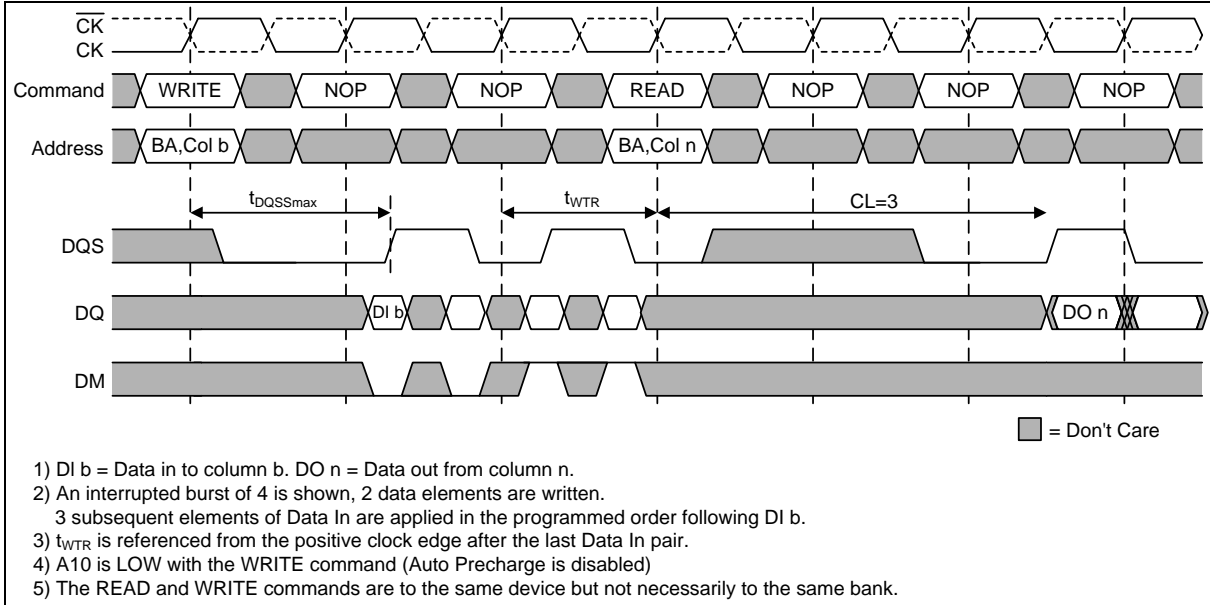 CK
CK
Command WRITE NOP NOP READ NOP NOP NOP
Address BA,Col b BA,Col n
tDQSSmax tWTR CL=3
DQS
DQ DI b DO n
DM
= Don't Care
1) DI b = Data in to column b. DO n = Data out from column n.
2) An interrupted burst of 4 is shown, 2 data elements are written.
3 subsequent elements of Data In are applied in the programmed order following DI b.
3) tWTR is referenced from the positive clock edge after the last Data In pair.
4) A10 is LOW with the WRITE command (Auto Precharge is disabled)
5) The READ and WRITE commands are to the same device but not necessarily to the same bank.